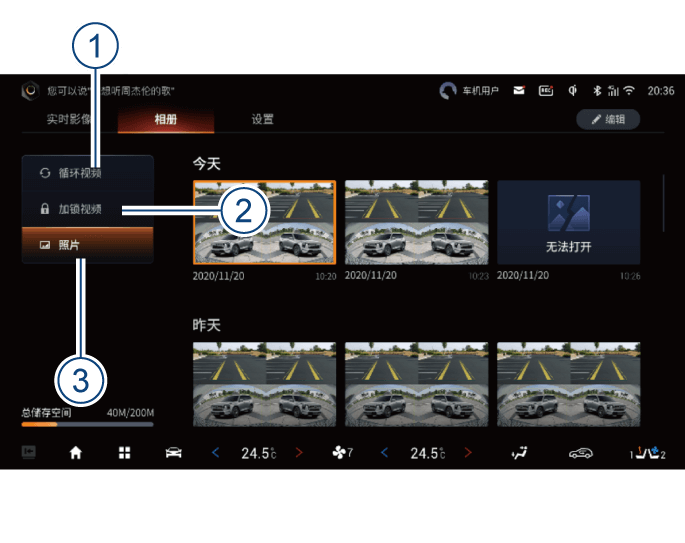 1
您可以说"我想听周杰伦的歌"
车机用户
REC
20:36
实时影像
相册
设置
编辑
循环视频
加锁视频
2
照片
3
今天
无法打开
2020/11/20 10:20
2020/11/20 10:23
2020/11/20 10:26
昨天
总储存空间 40M/200M
< 24.5℃ > 7 < 24.5℃ > 1 2